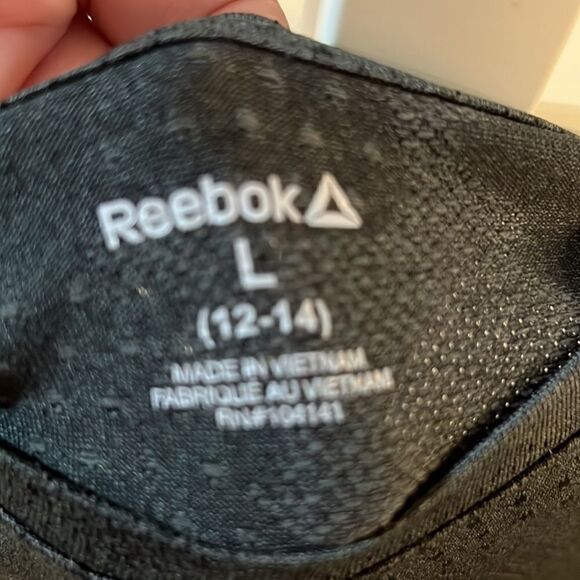 Reebok
L
(12-14)
MADE IN VIETNAM
FABRIQUE AU VIETNAM
RN#104141